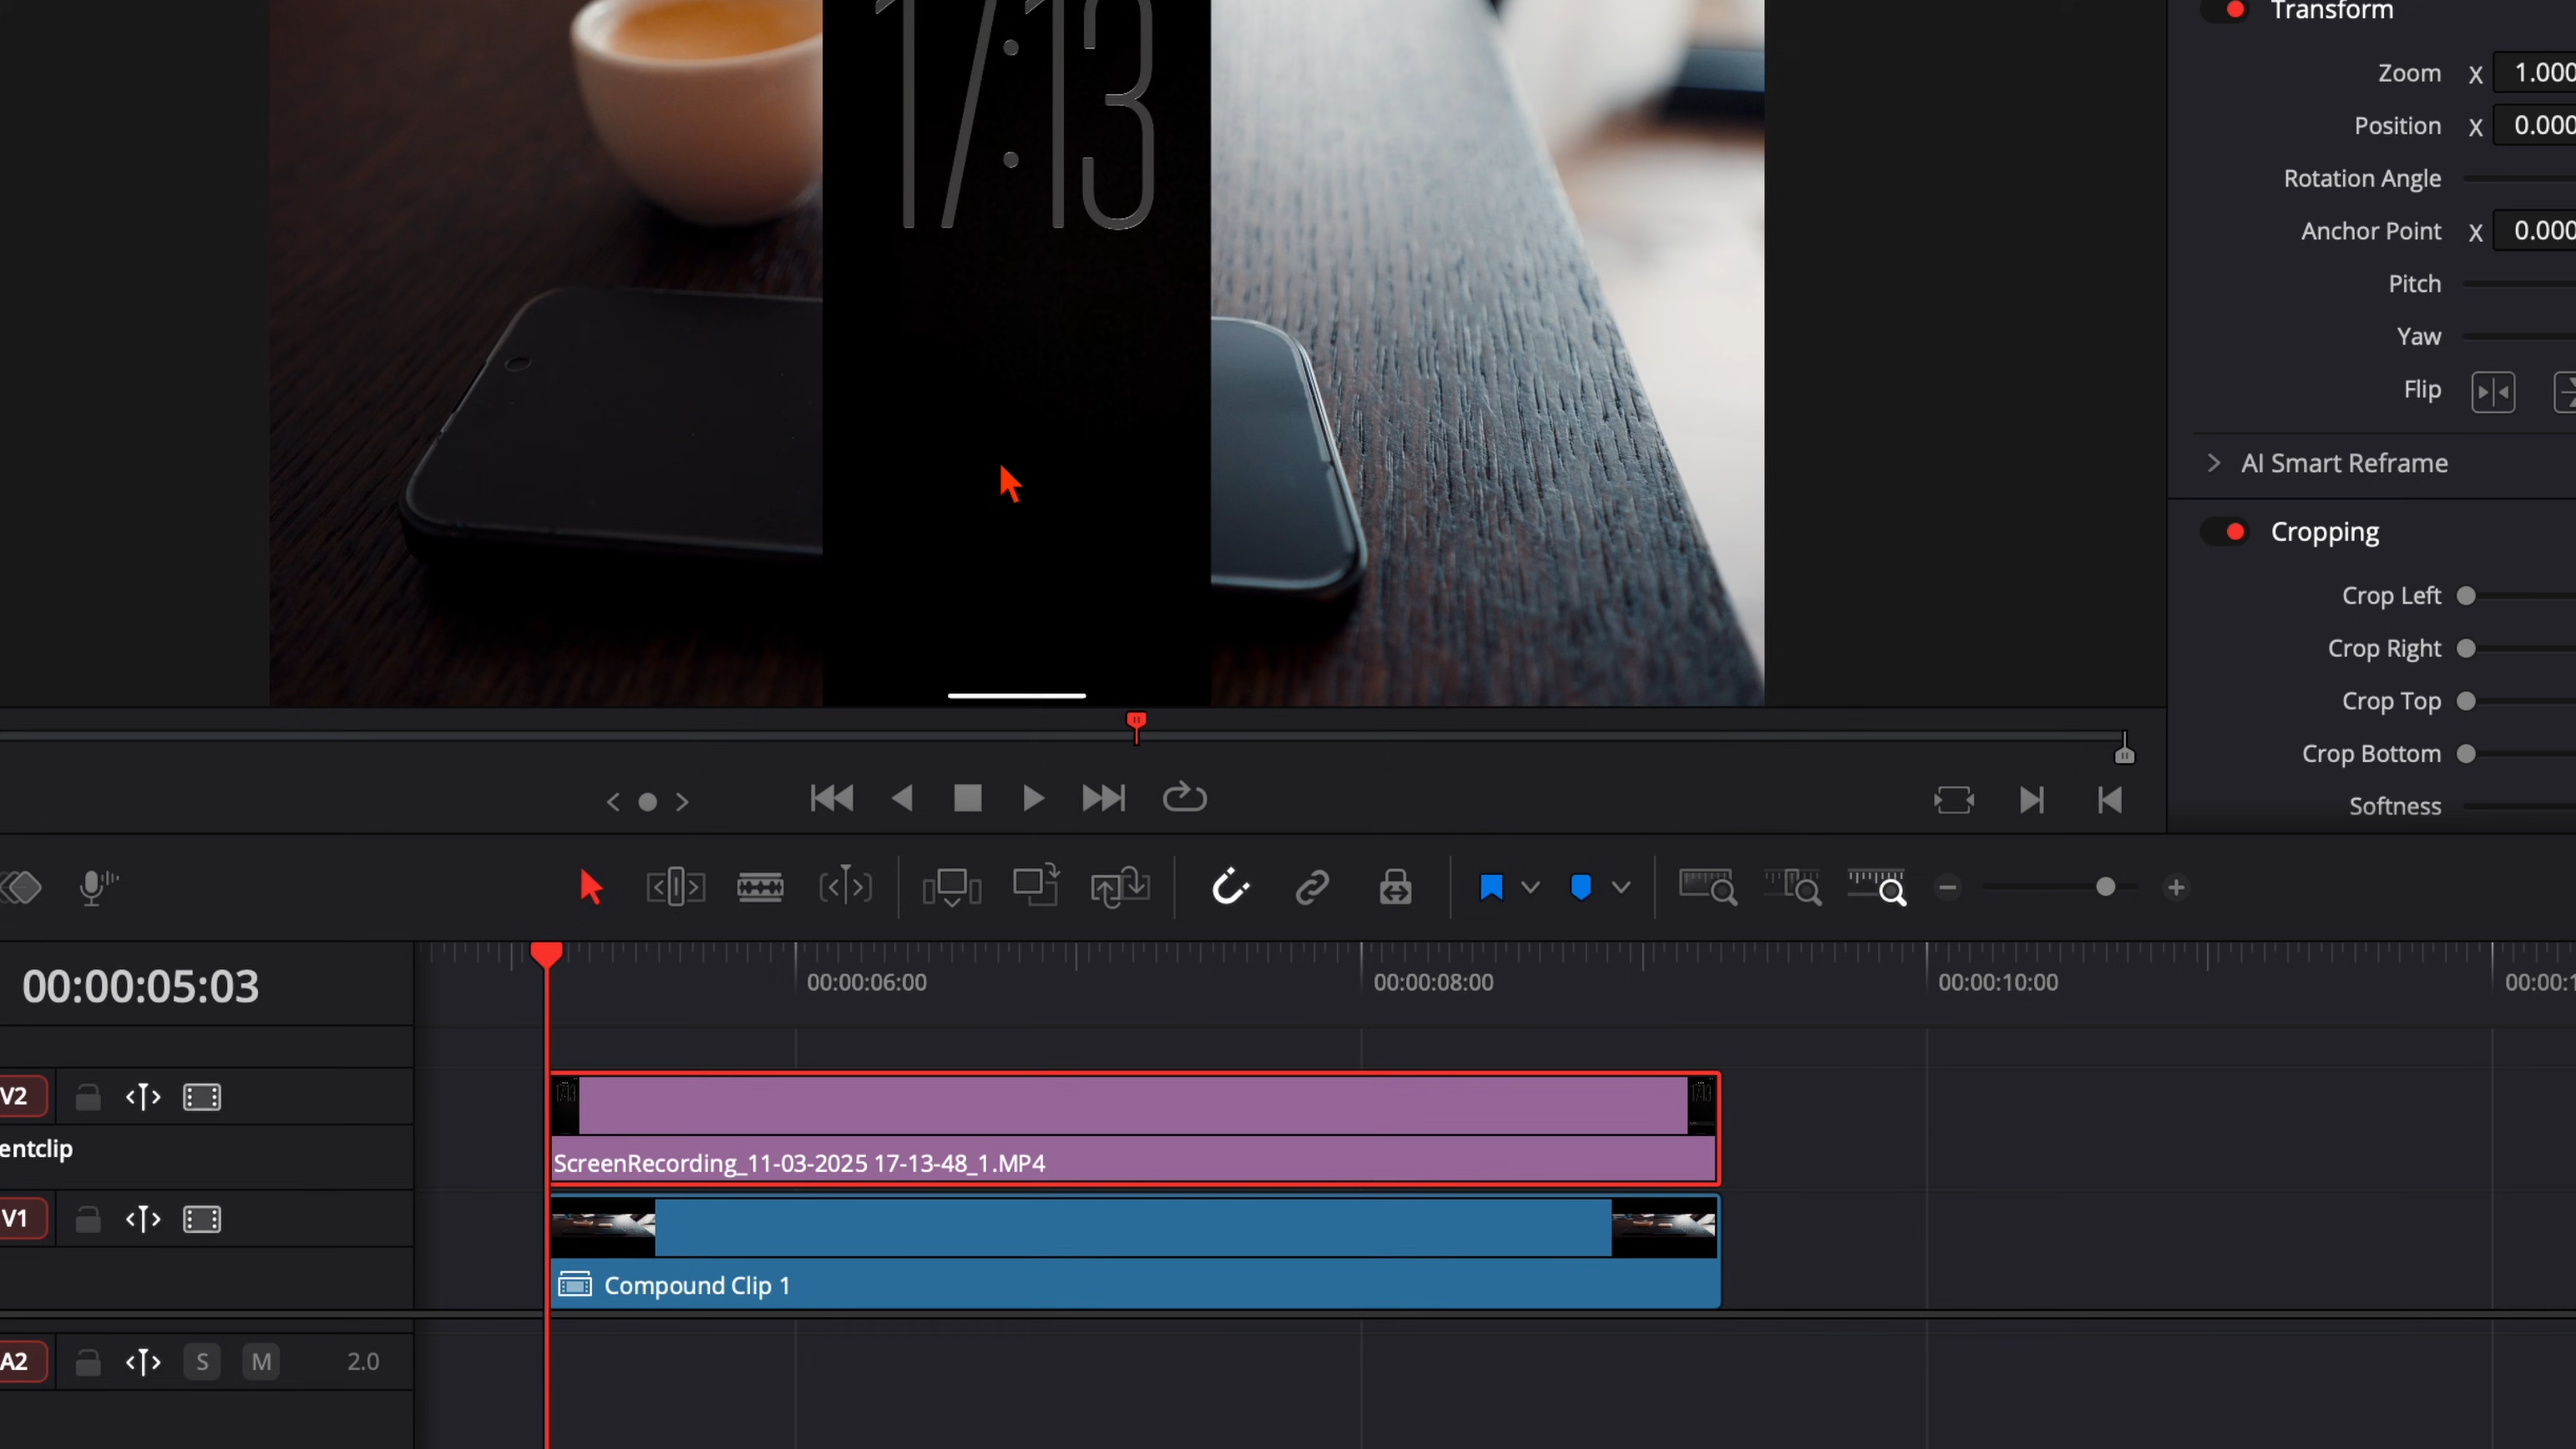 17:13
Transform
Zoom X 1.000
Position X 0.000
Rotation Angle
Anchor Point X 0.000
Pitch
Yaw
Flip
AI Smart Reframe
Cropping
Crop Left
Crop Right
Crop Top
Crop Bottom
Softness
00:00:05:03
00:00:06:00
00:00:08:00
00:00:10:00
00:00:1
V2
entclip
ScreenRecording_11-03-2025 17-13-48_1.MP4
V1
Compound Clip 1
A2 S M 2.0